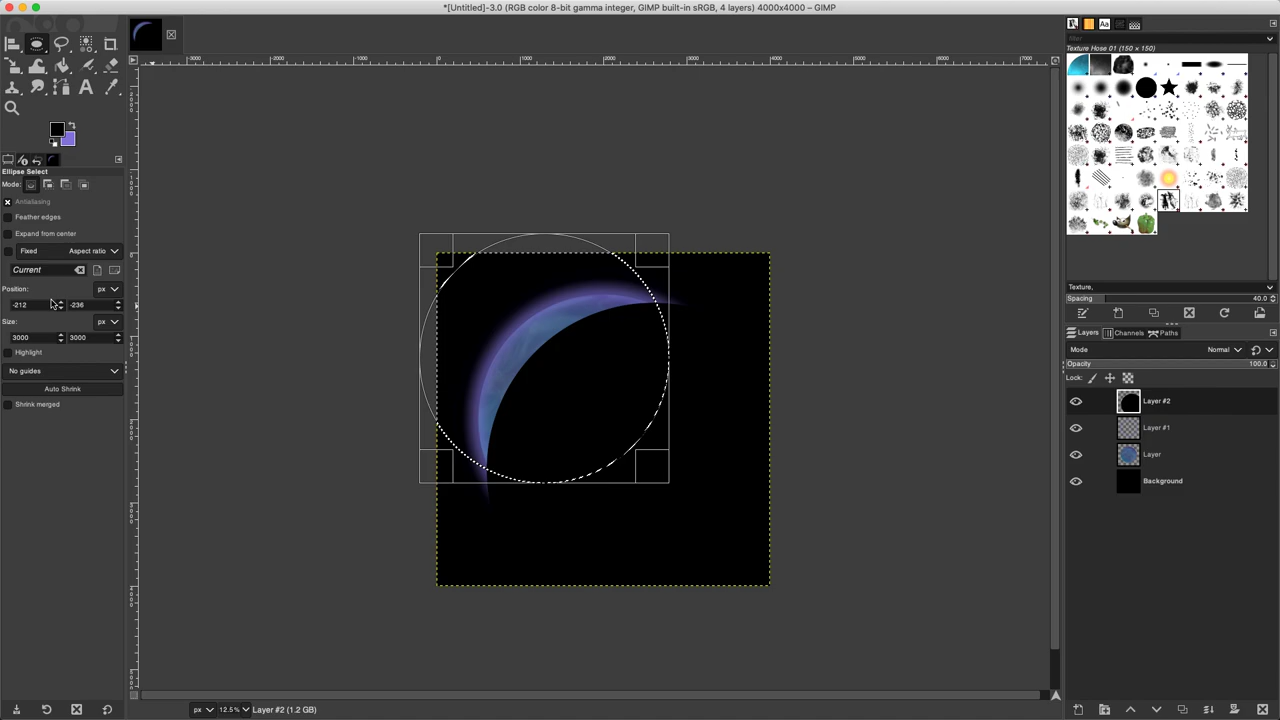 *[Untitled]-3.0 (RGB color 8-bit gamma integer, GIMP built-in sRGB, 4 layers) 4000x4000 – GIMP
filter
Texture Hose 01 (150 × 150)
Ellipse Select
Mode:
Antialiasing
Feather edges
Expand from center
Fixed Aspect ratio
Current
Position: px
-212 -236
Size: px
3000 3000
Highlight
No guides
Auto Shrink
Shrink merged
Texture,
Spacing 40.0
Layers Channels Paths
Mode Normal
Opacity 100.0
Lock:
Layer #2
Layer #1
Layer
Background
px 12.5% Layer #2 (1.2 GB)